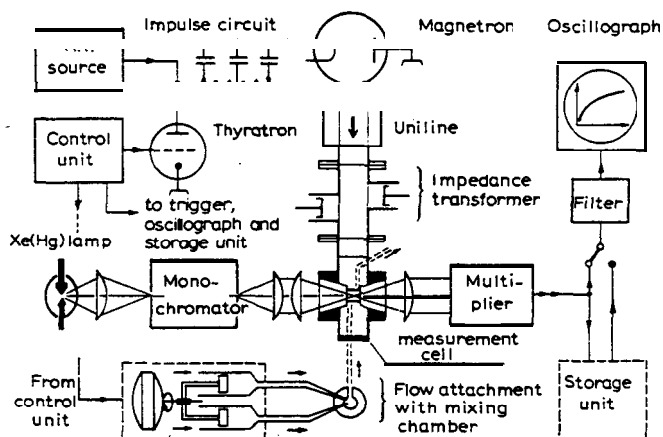 Impulse circuit
Magnetron
Oscillograph
source
Thyratron
Control
unit
Uniline
Impedance
transformer
to trigger,
oscillograph and
storage unit
Filter
Xe(Hg)lamp
Mono-
chromator
Multi-
plier
measurement
cell
From
control
unit
Flow attachment
with mixing
chamber
Storage
unit